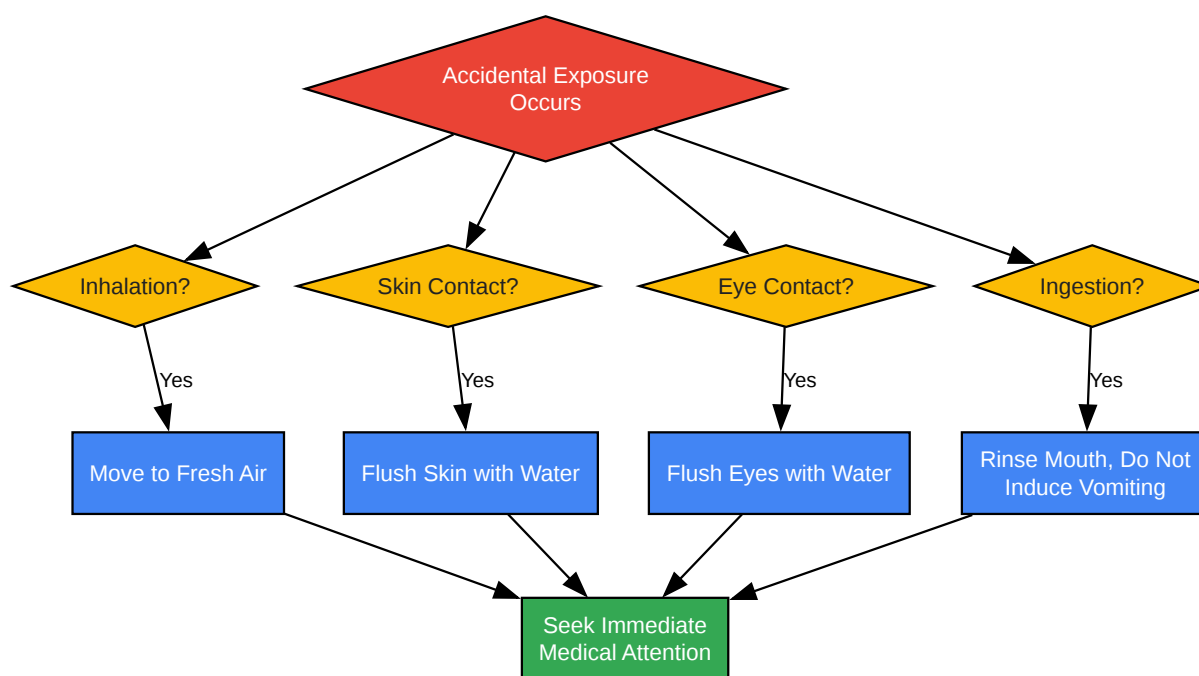 Accidental Exposure
Occurs
Inhalation?
Skin Contact?
Eye Contact?
Ingestion?
Yes
Yes
Yes
Yes
Move to Fresh Air
Flush Skin with Water
Flush Eyes with Water
Rinse Mouth, Do Not
Induce Vomiting
Seek Immediate
Medical Attention